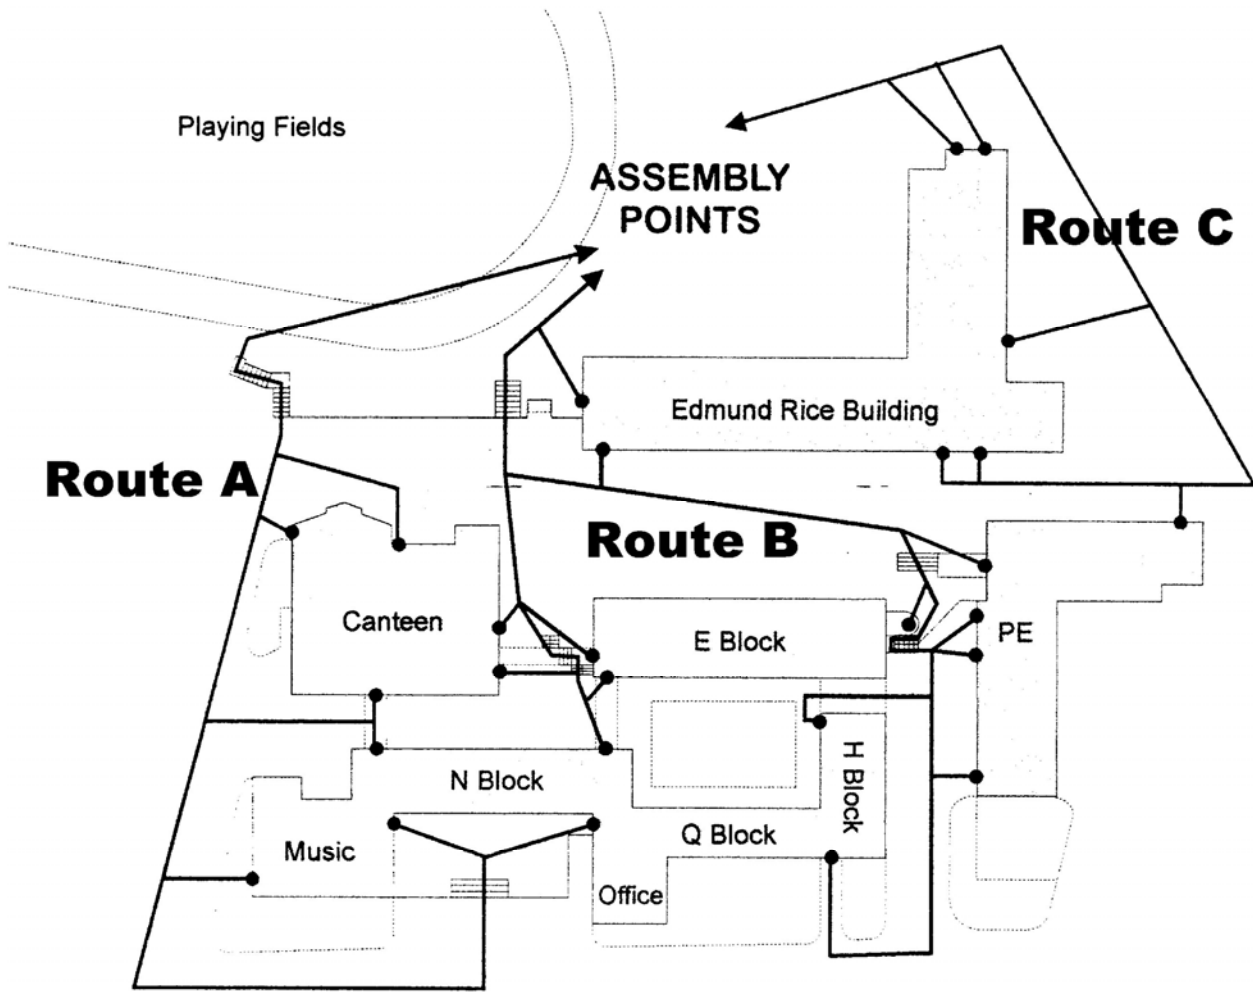 Playing Fields
ASSEMBLY
POINTS
Route C
Edmund Rice Building
Route A
Route B
Canteen
E Block
PE
N Block
H Block
Q Block
Music
Office